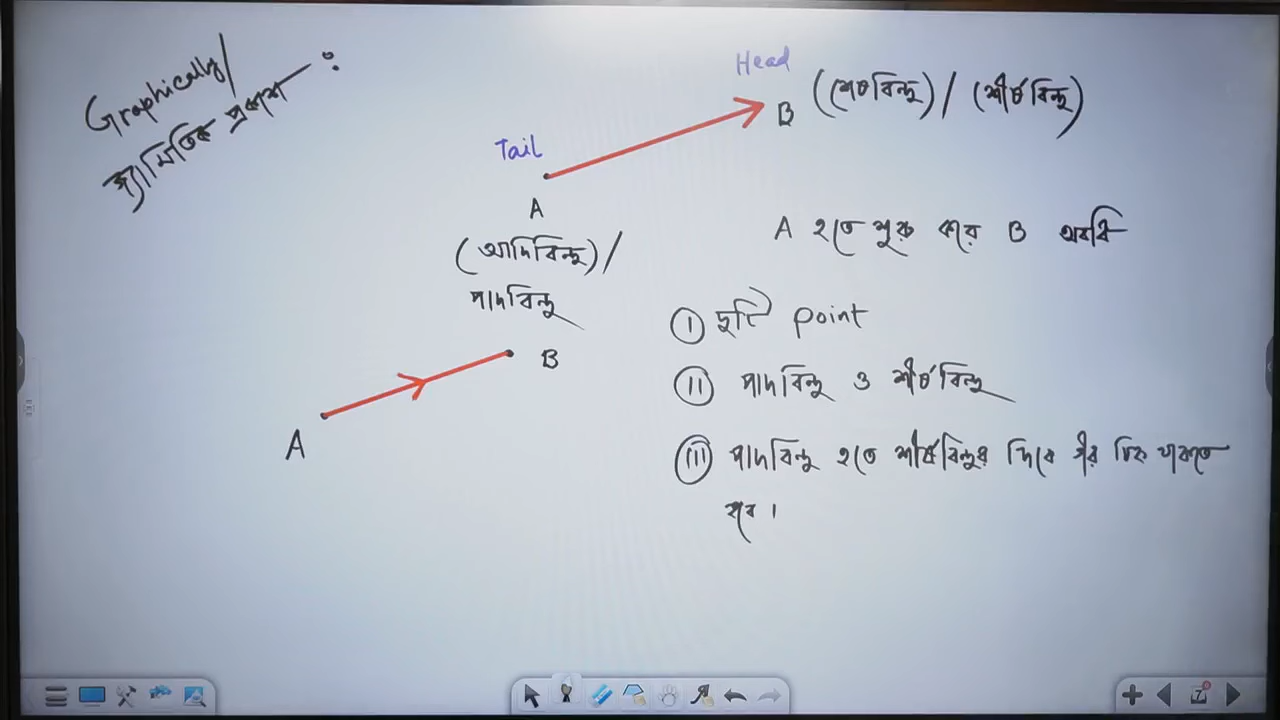 Graphically/
জ্যামিতিক প্রকাশ :
Head
B (শেষবিন্দু) / (শীর্ষবিন্দু)
Tail
A
(আদিবিন্দু) /
পাদবিন্দু
A হতে শুরু করে B অবধি
B
A
I দুটি point
II পাদবিন্দু ও শীর্ষবিন্দু
III পাদবিন্দু হতে শীর্ষবিন্দুর দিকে তীর চিহ্ন থাকতে
হবে।
7